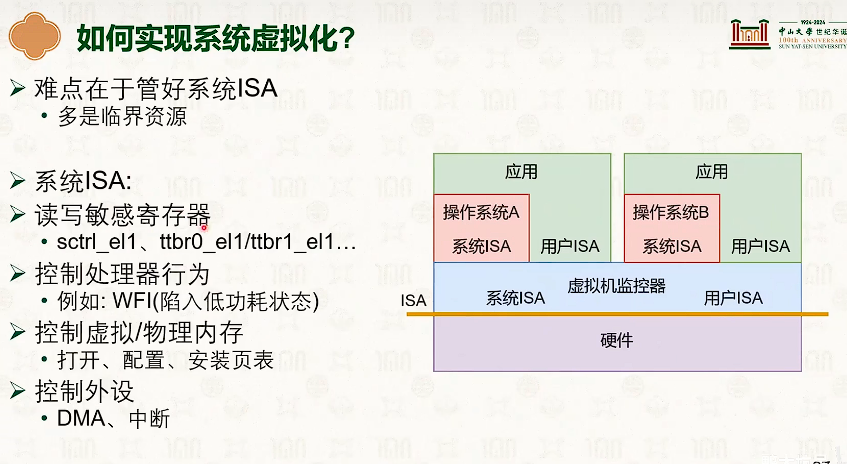 如何实现系统虚拟化?
1924-2024
中山大学 世纪华诞
100th ANNIVERSARY
SUN YAT-SEN UNIVERSITY
难点在于管好系统ISA
多是临界资源
系统ISA:
读写敏感寄存器
sctrl_el1、ttbr0_el1/ttbr1_el1...
控制处理器行为
例如: WFI(陷入低功耗状态)
控制虚拟/物理内存
打开、配置、安装页表
控制外设
DMA、中断
应用
应用
操作系统A
操作系统B
系统ISA
用户ISA
系统ISA
用户ISA
虚拟机监控器
ISA
系统ISA
用户ISA
硬件